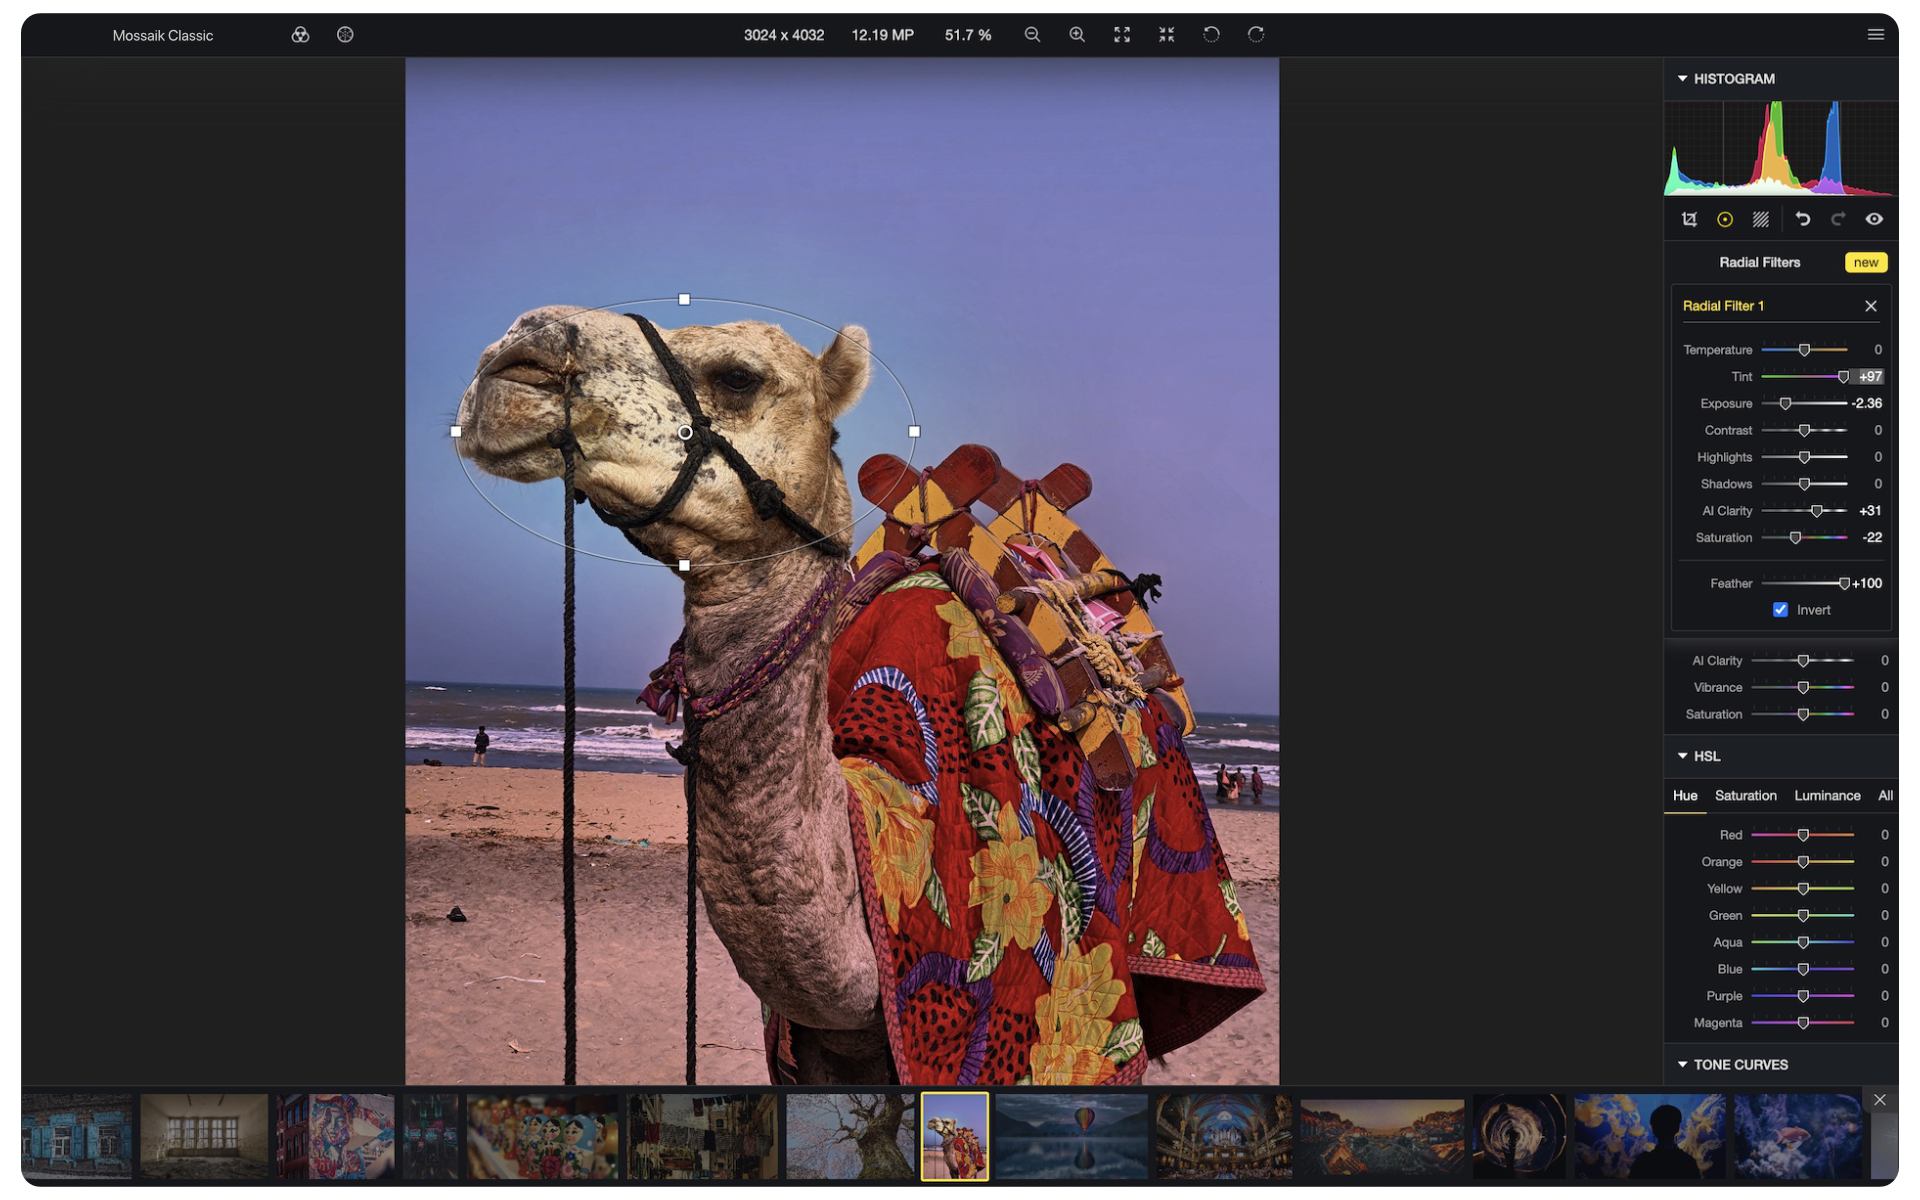 Mossaik Classic
3024 x 4032 12.19 MP 51.7 %
HISTOGRAM
Radial Filters new
Radial Filter 1
Temperature 0
Tint +97
Exposure -2.36
Contrast 0
Highlights 0
Shadows 0
AI Clarity +31
Saturation -22
Feather +100
Invert
AI Clarity 0
Vibrance 0
Saturation 0
HSL
Hue Saturation Luminance All
Red 0
Orange 0
Yellow 0
Green 0
Aqua 0
Blue 0
Purple 0
Magenta 0
TONE CURVES